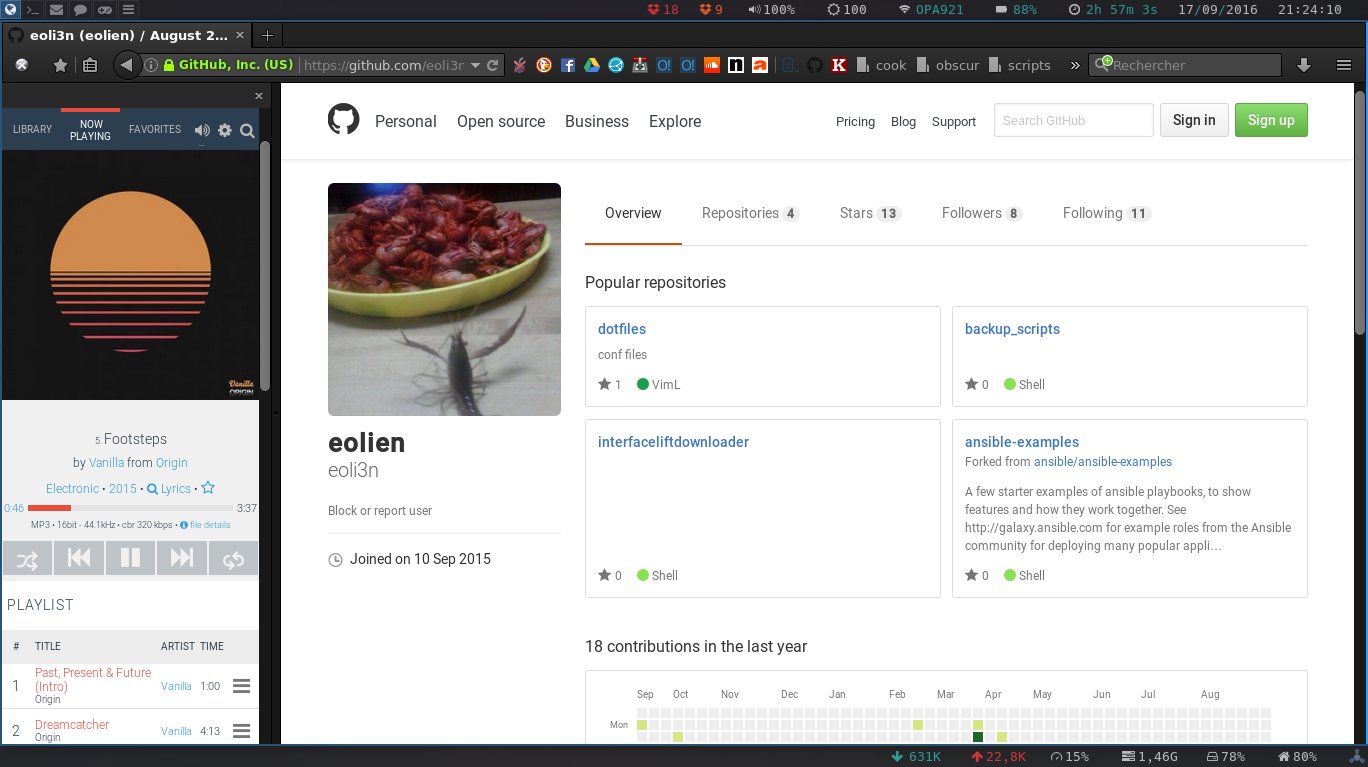 18 9 100% 100 OPA921 88% 2h 57m 3s 17/09/2016 21:24:10
eoli3n (eolien) / August 2... × +
GitHub, Inc. (US) https://github.com/eoli3r cook obscur scripts » Rechercher
×
LIBRARY NOW PLAYING FAVORITES
Vanilla
ORIGIN
5. Footsteps
by Vanilla from Origin
Electronic • 2015 • Lyrics •
0:46 3:37
MP3 • 16bit - 44.1kHz • cbr 320 kbps • file details
PLAYLIST
# TITLE ARTIST TIME
1 Past, Present & Future (Intro) Vanilla 1:00
Origin
2 Dreamcatcher Vanilla 4:13
Origin
Personal Open source Business Explore Pricing Blog Support Search GitHub Sign in Sign up
eolien
eoli3n
Block or report user
Joined on 10 Sep 2015
Overview Repositories 4 Stars 13 Followers 8 Following 11
Popular repositories
dotfiles
conf files
1 VimL
backup_scripts
0 Shell
interfaceliftdownloader
0 Shell
ansible-examples
Forked from ansible/ansible-examples
A few starter examples of ansible playbooks, to show
features and how they work together. See
http://galaxy.ansible.com for example roles from the Ansible
community for deploying many popular appli…
0 Shell
18 contributions in the last year
Sep Oct Nov Dec Jan Feb Mar Apr May Jun Jul Aug
Mon
631K 22,8K 15% 1,46G 78% 80%